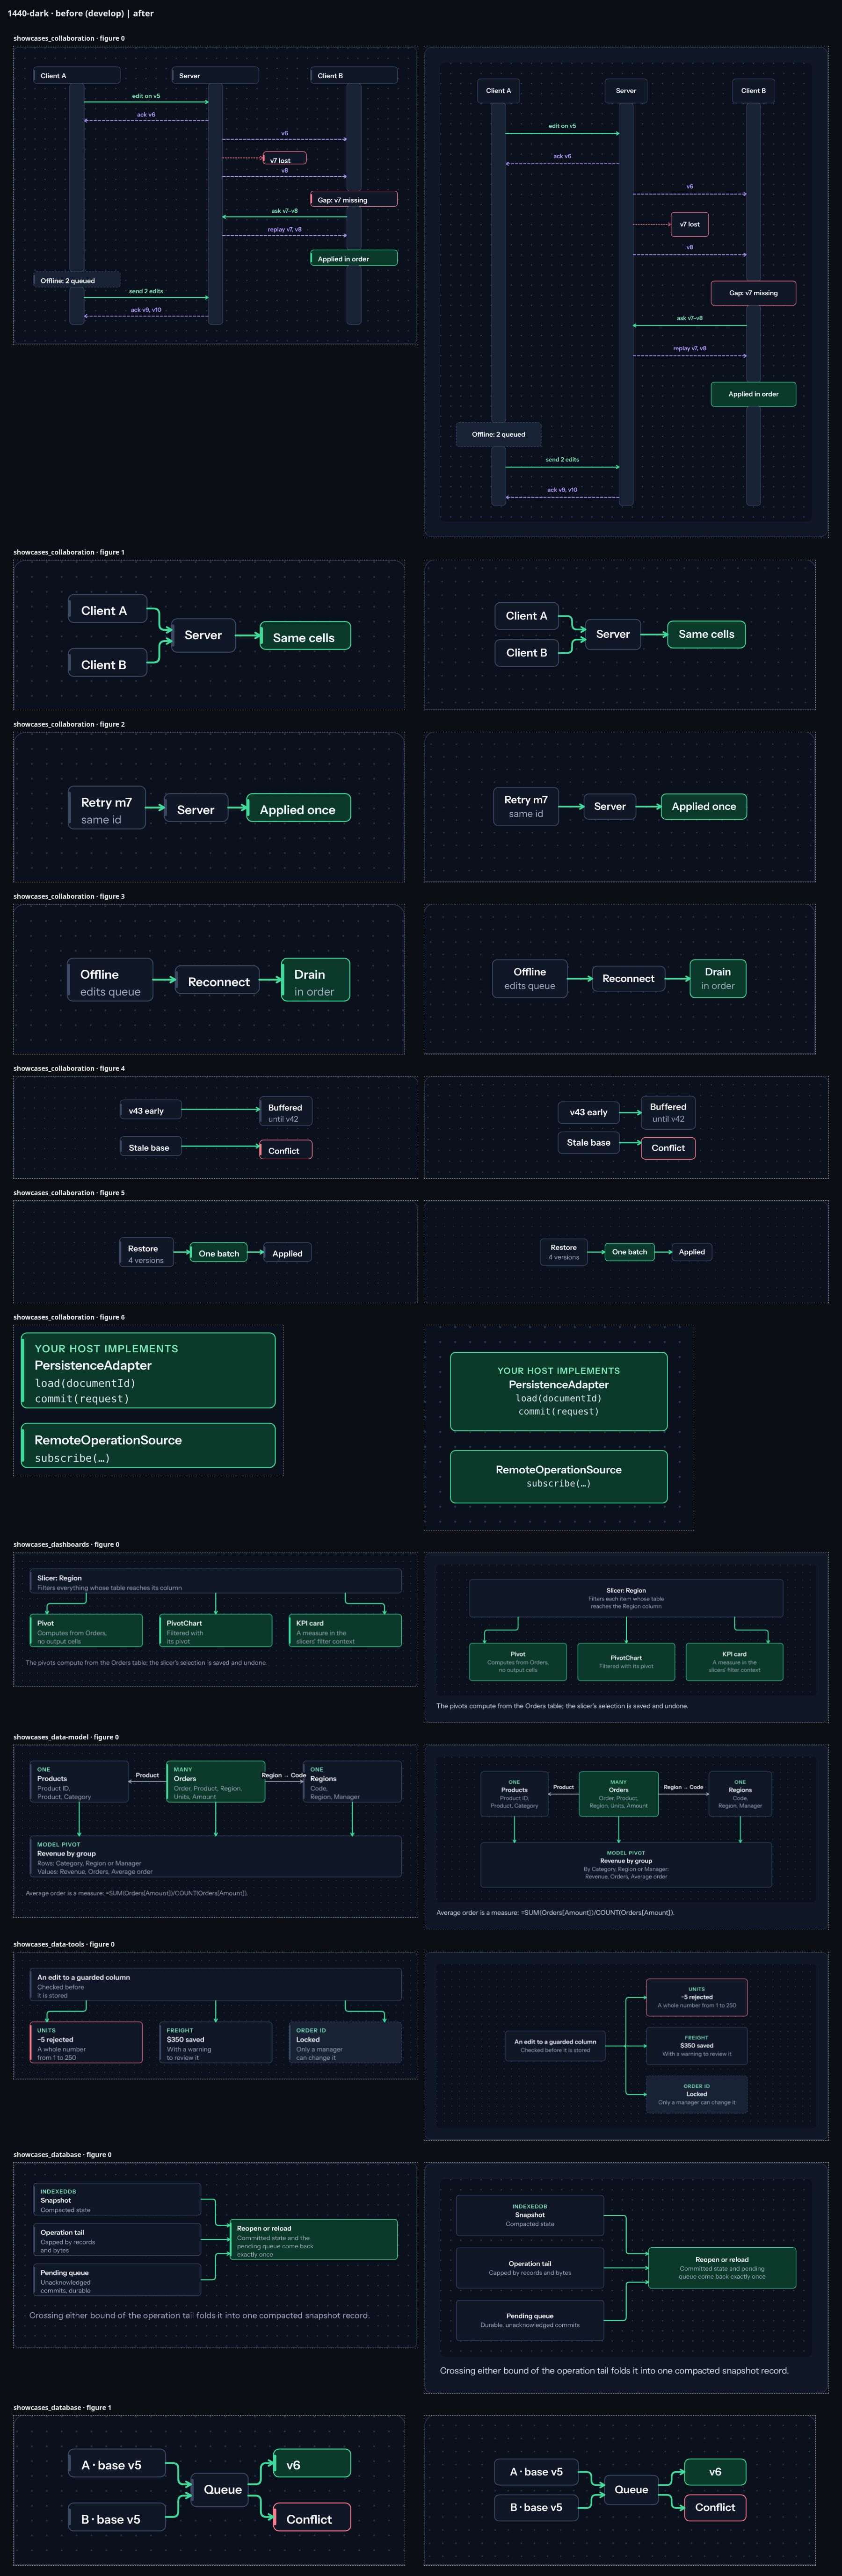 1440-dark · before (develop) | after
showcases_collaboration · figure 0
Client A
Server
Client B
edit on v5
ack v6
v6
v7 lost
v8
Gap: v7 missing
ask v7–v8
replay v7, v8
Applied in order
Offline: 2 queued
send 2 edits
ack v9, v10
Client A
Server
Client B
edit on v5
ack v6
v6
v7 lost
v8
Gap: v7 missing
ask v7–v8
replay v7, v8
Applied in order
Offline: 2 queued
send 2 edits
ack v9, v10
showcases_collaboration · figure 1
Client A
Client B
Server
Same cells
Client A
Client B
Server
Same cells
showcases_collaboration · figure 2
Retry m7
same id
Server
Applied once
Retry m7
same id
Server
Applied once
showcases_collaboration · figure 3
Offline
edits queue
Reconnect
Drain
in order
Offline
edits queue
Reconnect
Drain
in order
showcases_collaboration · figure 4
v43 early
Buffered
until v42
Stale base
Conflict
v43 early
Buffered
until v42
Stale base
Conflict
showcases_collaboration · figure 5
Restore
4 versions
One batch
Applied
Restore
4 versions
One batch
Applied
showcases_collaboration · figure 6
YOUR HOST IMPLEMENTS
PersistenceAdapter
load(documentId)
commit(request)
RemoteOperationSource
subscribe(…)
YOUR HOST IMPLEMENTS
PersistenceAdapter
load(documentId)
commit(request)
RemoteOperationSource
subscribe(…)
showcases_dashboards · figure 0
Slicer: Region
Filters everything whose table reaches its column
Pivot
Computes from Orders,
no output cells
PivotChart
Filtered with
its pivot
KPI card
A measure in the
slicers' filter context
The pivots compute from the Orders table; the slicer's selection is saved and undone.
Slicer: Region
Filters each item whose table
reaches the Region column
Pivot
Computes from Orders,
no output cells
PivotChart
Filtered with its pivot
KPI card
A measure in the
slicers' filter context
The pivots compute from the Orders table; the slicer's selection is saved and undone.
showcases_data-model · figure 0
ONE
Products
Product ID,
Product, Category
Product
MANY
Orders
Order, Product, Region,
Units, Amount
Region → Code
ONE
Regions
Code,
Region, Manager
MODEL PIVOT
Revenue by group
Rows: Category, Region or Manager
Values: Revenue, Orders, Average order
Average order is a measure: =SUM(Orders[Amount])/COUNT(Orders[Amount]).
ONE
Products
Product ID,
Product, Category
Product
MANY
Orders
Order, Product,
Region, Units, Amount
Region → Code
ONE
Regions
Code,
Region, Manager
MODEL PIVOT
Revenue by group
By Category, Region or Manager:
Revenue, Orders, Average order
Average order is a measure: =SUM(Orders[Amount])/COUNT(Orders[Amount]).
showcases_data-tools · figure 0
An edit to a guarded column
Checked before
it is stored
UNITS
−5 rejected
A whole number
from 1 to 250
FREIGHT
$350 saved
With a warning
to review it
ORDER ID
Locked
Only a manager
can change it
An edit to a guarded column
Checked before it is stored
UNITS
−5 rejected
A whole number from 1 to 250
FREIGHT
$350 saved
With a warning to review it
ORDER ID
Locked
Only a manager can change it
showcases_database · figure 0
INDEXEDDB
Snapshot
Compacted state
Operation tail
Capped by records
and bytes
Pending queue
Unacknowledged
commits, durable
Reopen or reload
Committed state and the
pending queue come back
exactly once
Crossing either bound of the operation tail folds it into one compacted snapshot record.
INDEXEDDB
Snapshot
Compacted state
Operation tail
Capped by records and bytes
Pending queue
Durable, unacknowledged commits
Reopen or reload
Committed state and pending
queue come back exactly once
Crossing either bound of the operation tail folds it into one compacted snapshot record.
showcases_database · figure 1
A · base v5
B · base v5
Queue
v6
Conflict
A · base v5
B · base v5
Queue
v6
Conflict